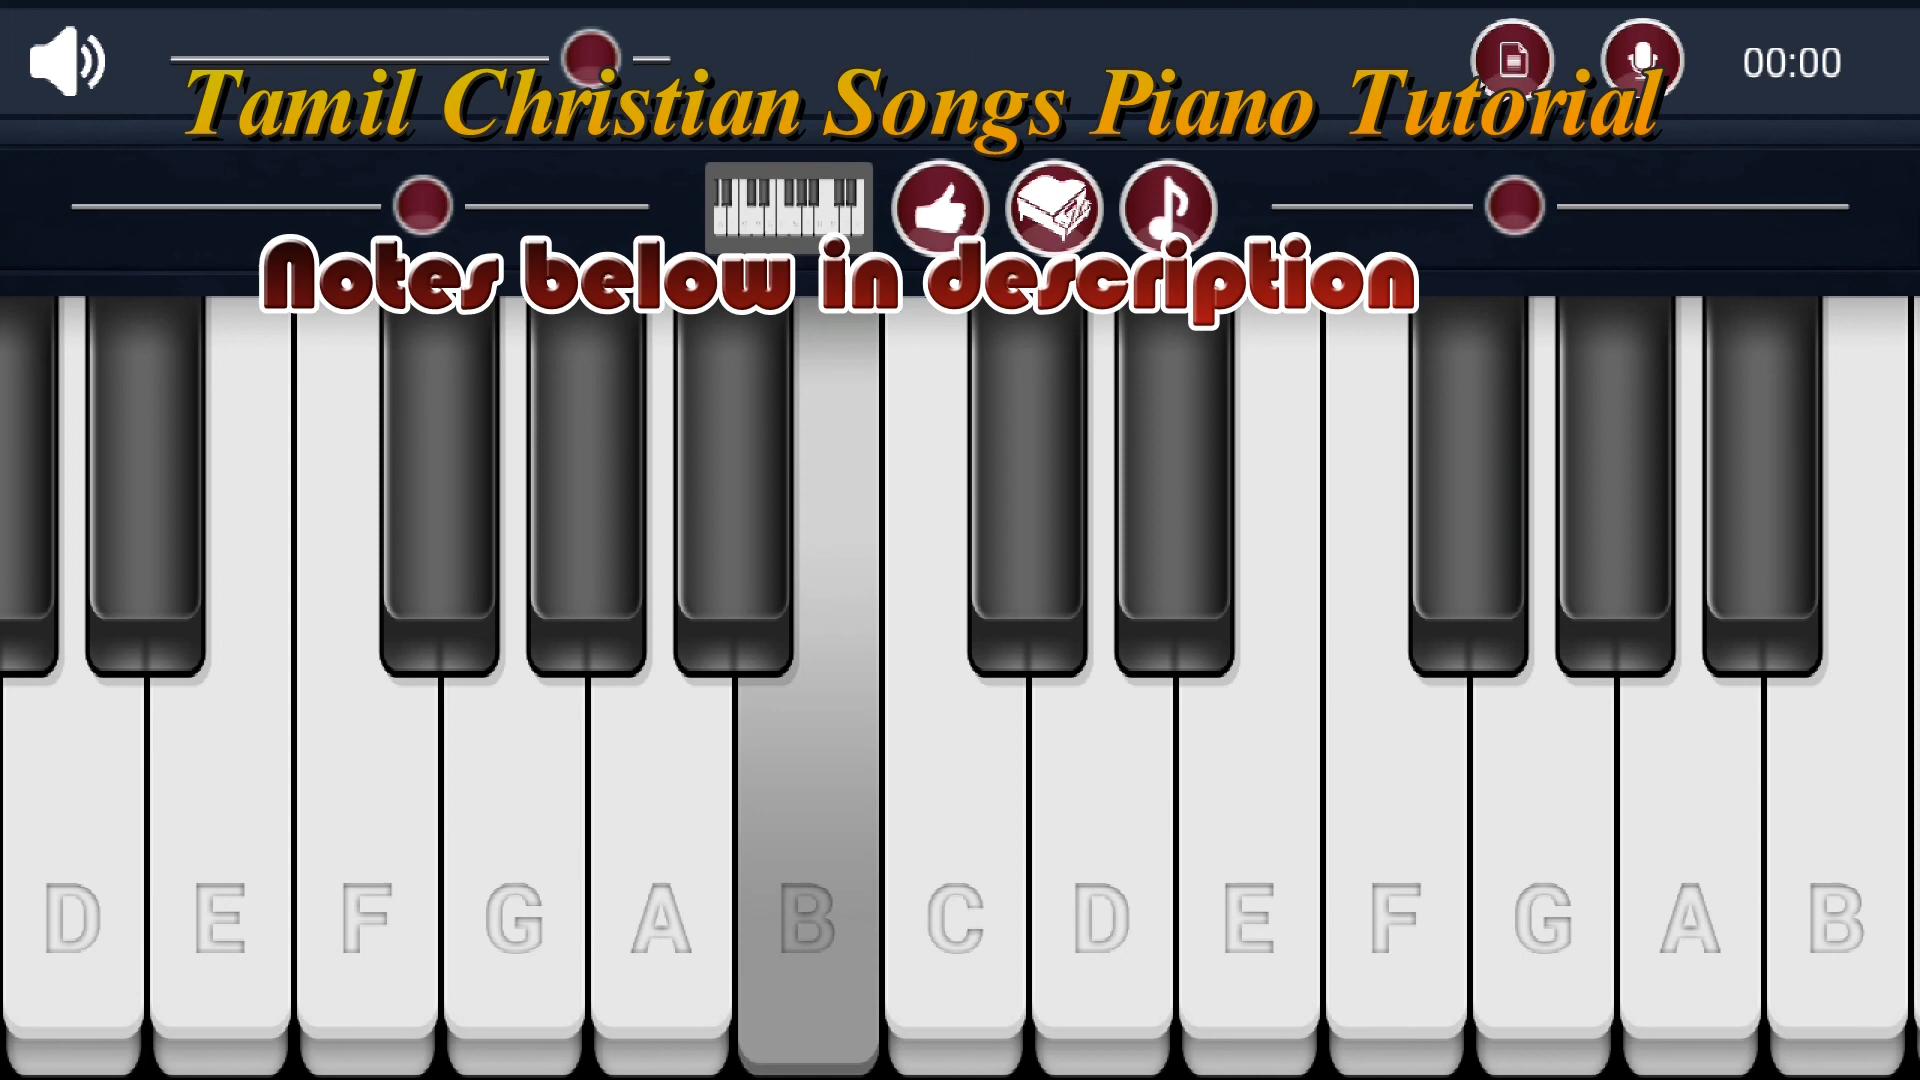 00:00
Tamil Christian Songs Piano Tutorial
Notes below in description
D E F G A B C D E F G A B